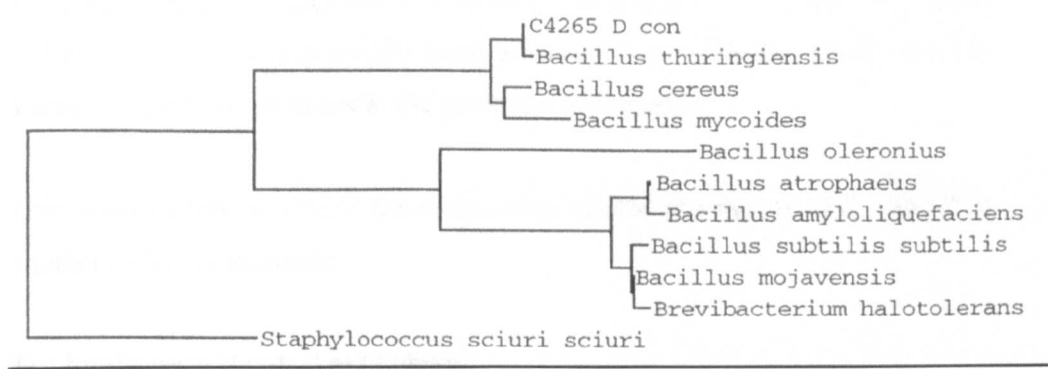 C4265 D con
Bacillus thuringiensis
Bacillus cereus
Bacillus mycoides
Bacillus oleronius
Bacillus atrophaeus
Bacillus amyloliquefaciens
Bacillus subtilis subtilis
Bacillus mojavensis
Brevibacterium halotolerans
Staphylococcus sciuri sciuri